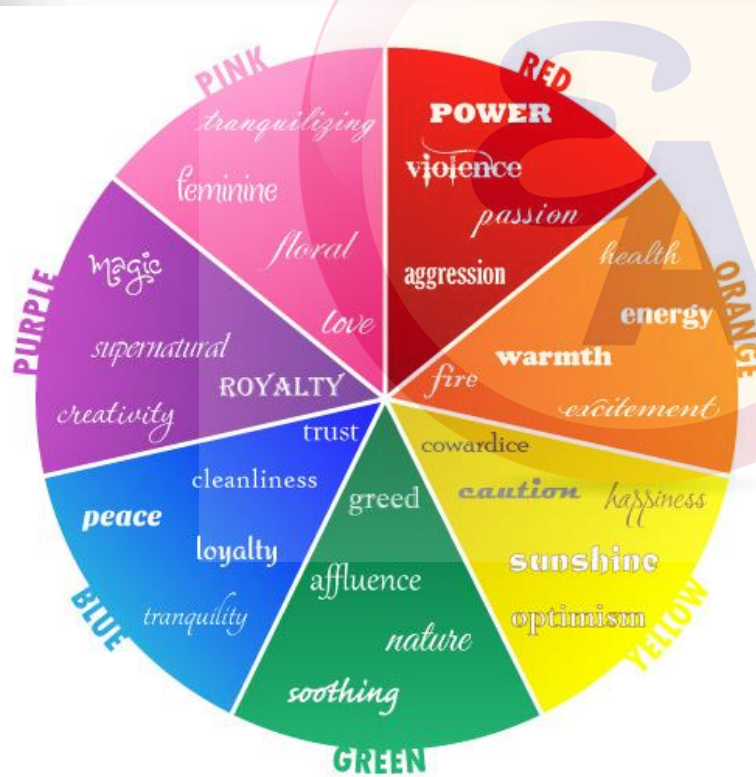 PINK
tranquilizing
feminine
floral
love
RED
POWER
violence
passion
aggression
ORANGE
health
energy
warmth
fire
excitement
YELLOW
cowardice
caution
happiness
sunshine
optimism
GREEN
greed
affluence
nature
soothing
BLUE
trust
cleanliness
peace
loyalty
tranquility
PURPLE
magic
supernatural
ROYALTY
creativity